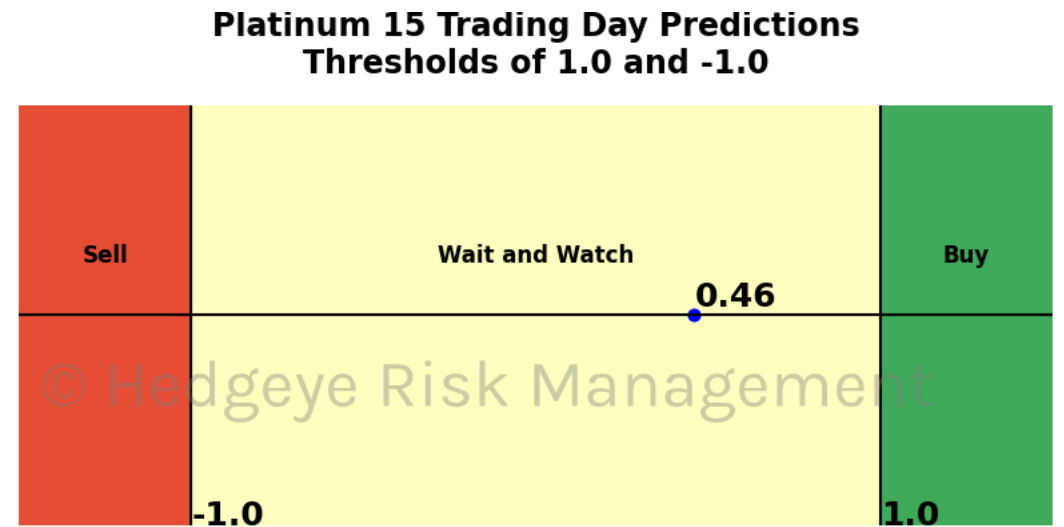 Platinum 15 Trading Day Predictions
Thresholds of 1.0 and -1.0
Sell
Wait and Watch
Buy
0.46
© Hedgeye Risk Management
-1.0
1.0